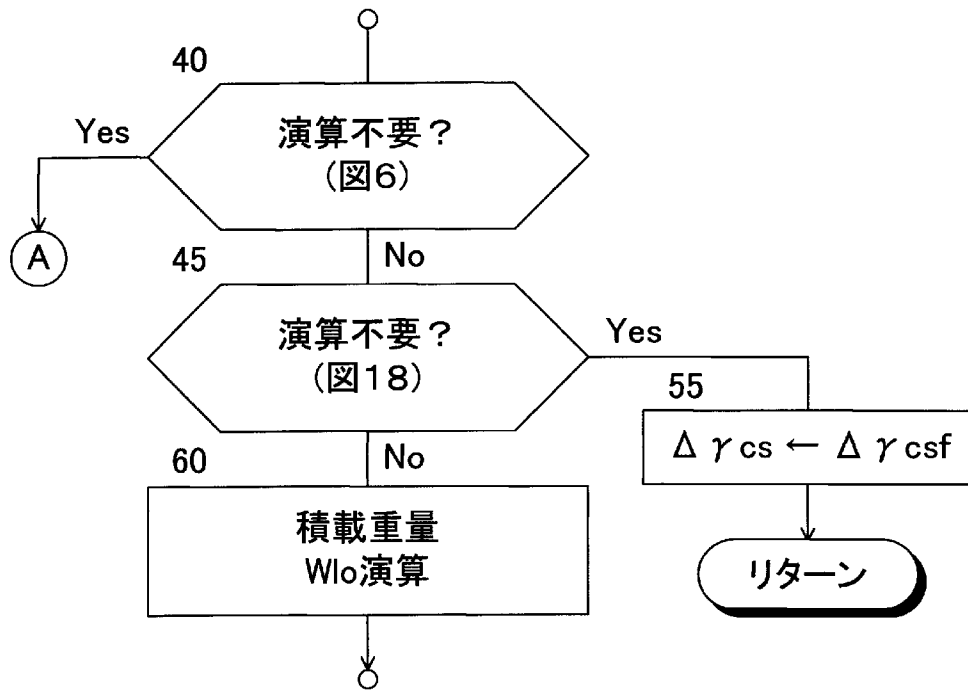 40
演算不要？
(図6)
Yes
A
No
45
演算不要？
(図18)
Yes
55
Δγcs ← Δγcsf
No
60
積載重量
Wlo演算
リターン